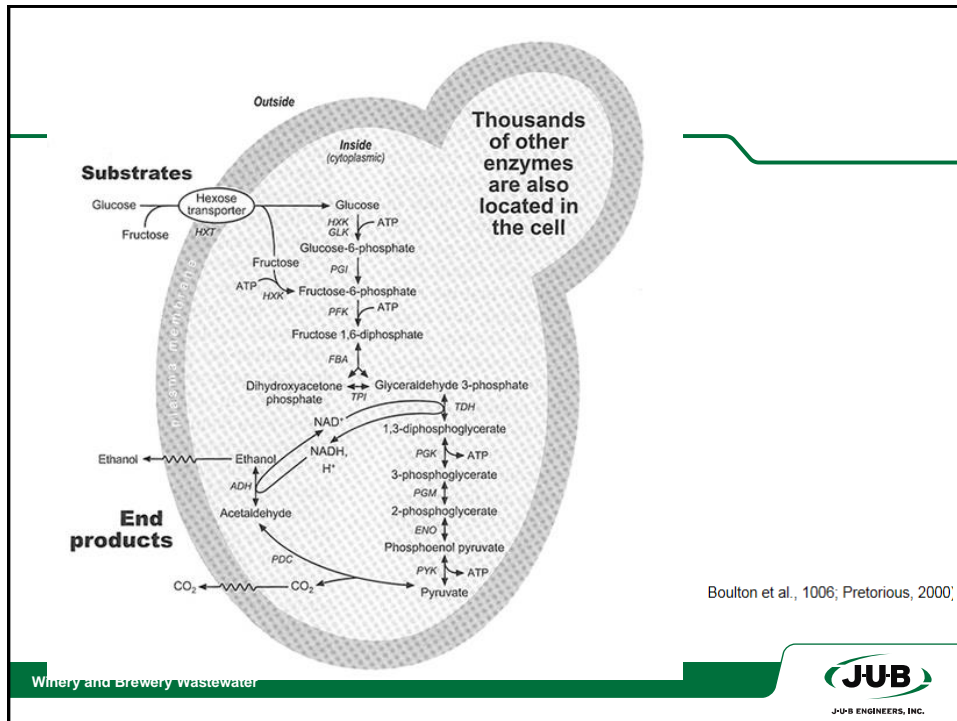 Outside
Inside
(cytoplasmic)
Thousands
of other
enzymes
are also
located in
the cell
Substrates
Glucose
Fructose
Hexose
transporter
HXT
plasma membrane
Glucose
HXK
GLK
ATP
Glucose-6-phosphate
PGI
Fructose
ATP
HXK
Fructose-6-phosphate
PFK
ATP
Fructose 1,6-diphosphate
FBA
Dihydroxyacetone
phosphate
TPI
Glyceraldehyde 3-phosphate
TDH
NAD+
NADH,
H+
1,3-diphosphoglycerate
PGK
ATP
3-phosphoglycerate
PGM
2-phosphoglycerate
ENO
Phosphoenol pyruvate
PYK
ATP
Pyruvate
Ethanol
Ethanol
ADH
Acetaldehyde
End
products
PDC
CO2
CO2
Boulton et al., 1006; Pretorious, 2000)
Winery and Brewery Wastewater
J·U·B
J·U·B ENGINEERS, INC.